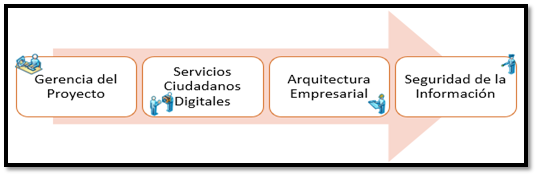 Gerencia del
Proyecto
Servicios
Ciudadanos
Digitales
Arquitectura
Empresarial
Seguridad de la
Información